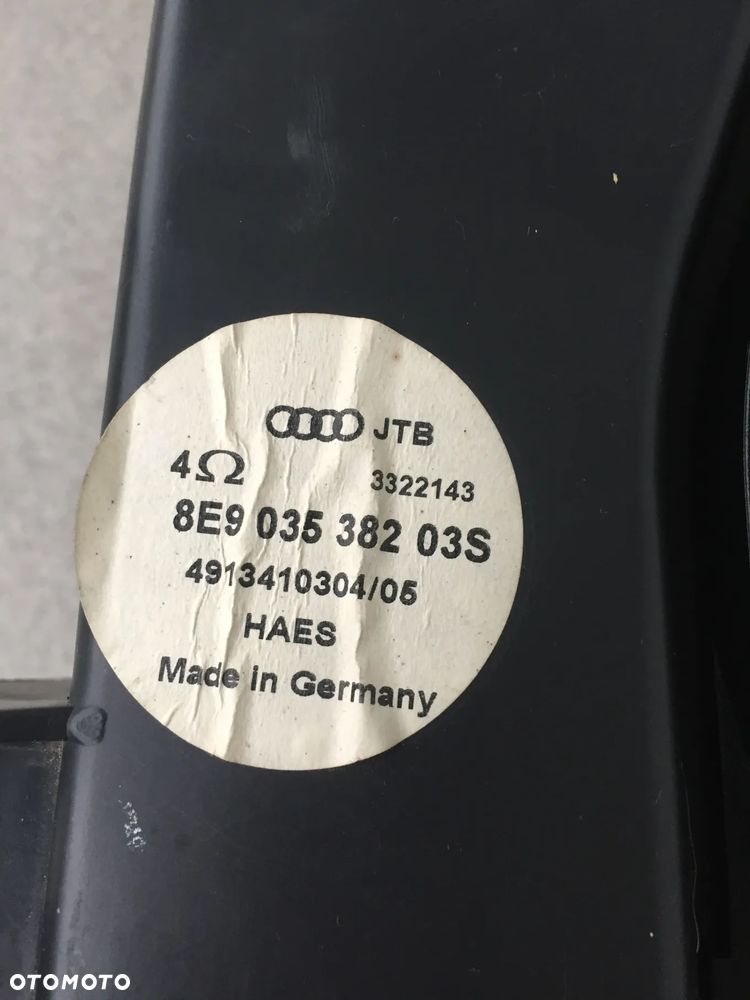 JTB
4Ω 3322143
8E9 035 382 03S
4913410304/05
HAES
Made in Germany
OTOMOTO